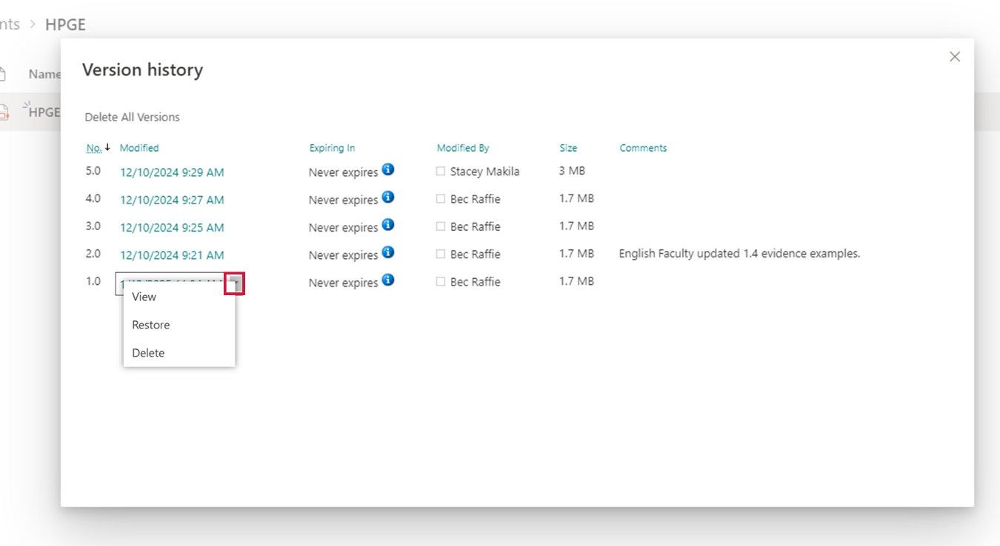 HPGE
Version history
Name
HPGE
Delete All Versions
No. Modified Expiring In Modified By Size Comments
5.0 12/10/2024 9:29 AM Never expires Stacey Makila 3 MB
4.0 12/10/2024 9:27 AM Never expires Bec Raffie 1.7 MB
3.0 12/10/2024 9:25 AM Never expires Bec Raffie 1.7 MB
2.0 12/10/2024 9:21 AM Never expires Bec Raffie 1.7 MB English Faculty updated 1.4 evidence examples.
1.0 Never expires Bec Raffie 1.7 MB
View
Restore
Delete